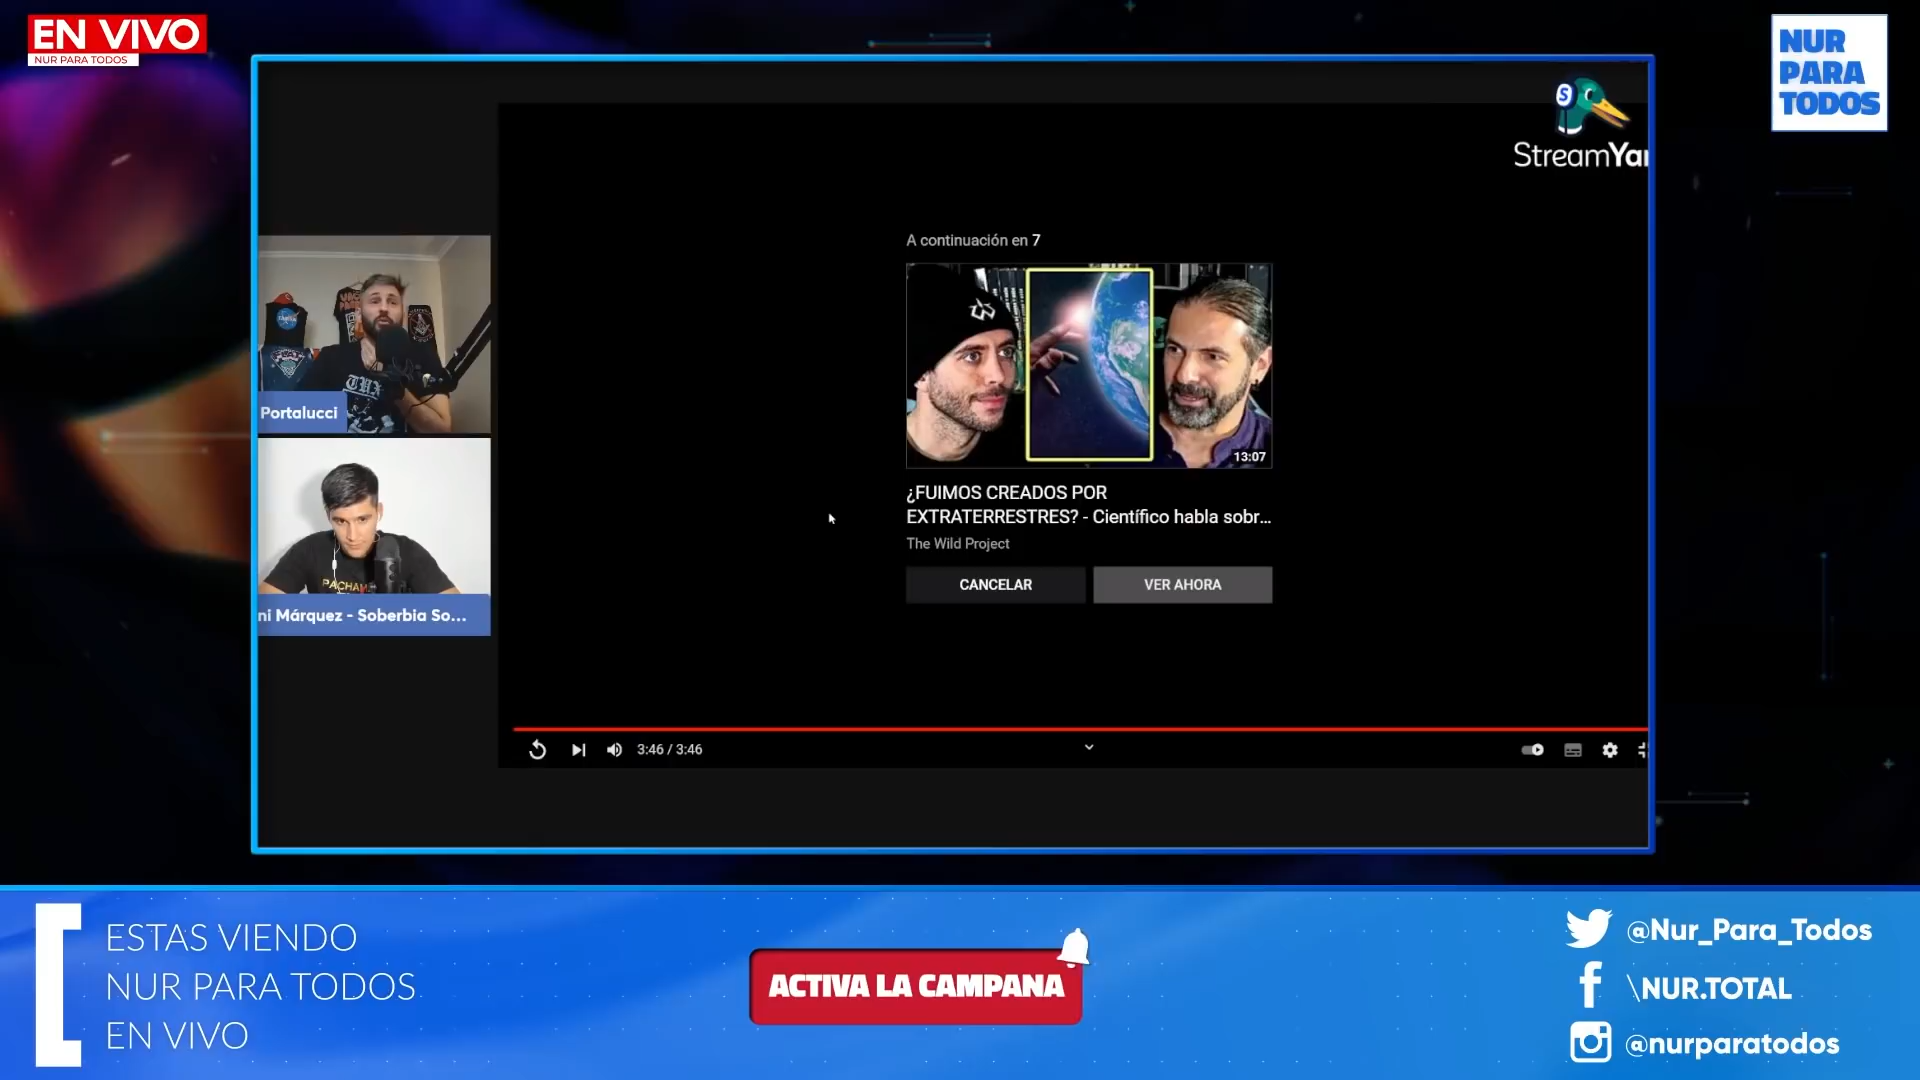 EN VIVO
NUR PARA TODOS
NUR
PARA
TODOS
StreamYar
A continuación en 7
13:07
¿FUIMOS CREADOS POR
EXTRATERRESTRES? - Científico habla sobr...
The Wild Project
CANCELAR
VER AHORA
Portalucci
PACHAM
ni Márquez - Soberbia So...
3:46 / 3:46
ESTAS VIENDO
NUR PARA TODOS
EN VIVO
ACTIVA LA CAMPANA
@Nur_Para_Todos
\NUR.TOTAL
@nurparatodos